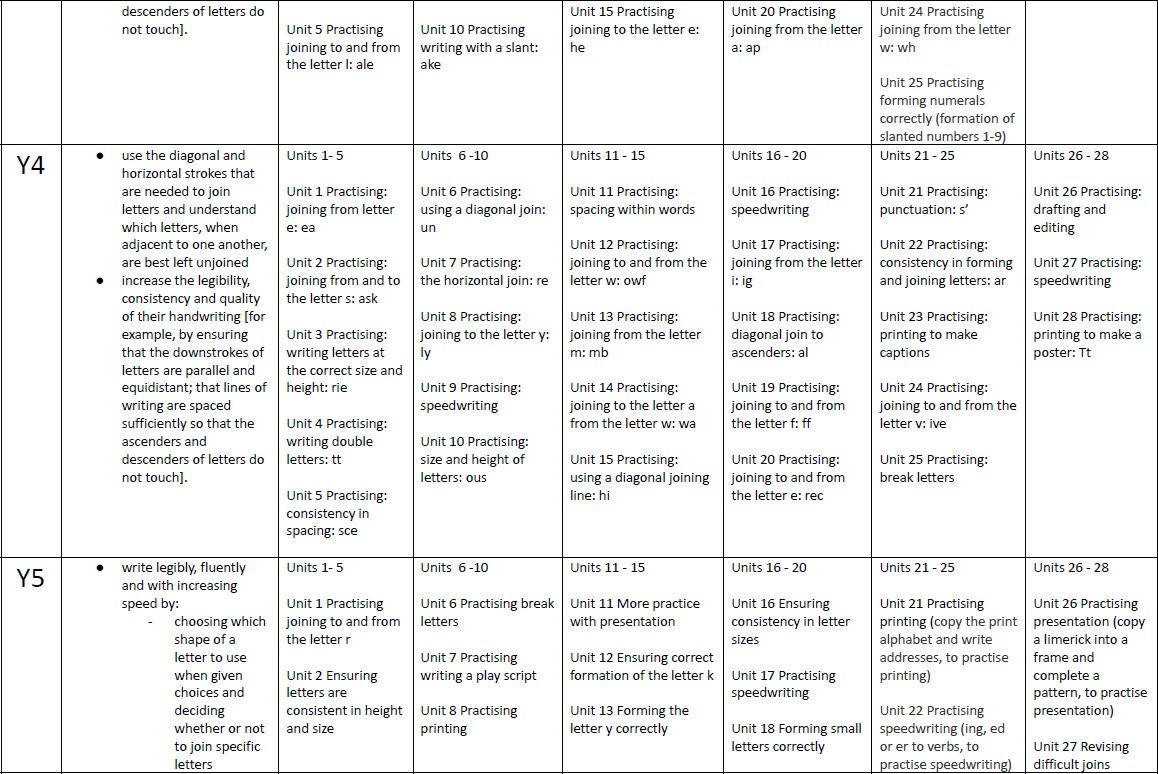 descenders of letters do
not touch].
Unit 5 Practising
joining to and from
the letter l: ale
Unit 10 Practising
writing with a slant:
ake
Unit 15 Practising
joining to the letter e:
he
Unit 20 Practising
joining from the letter
a: ap
Unit 24 Practising
joining from the letter
w: wh
Unit 25 Practising
forming numerals
correctly (formation of
slanted numbers 1-9)
Y4
● use the diagonal and
horizontal strokes that
are needed to join
letters and understand
which letters, when
adjacent to one another,
are best left unjoined
● increase the legibility,
consistency and quality
of their handwriting [for
example, by ensuring
that the downstrokes of
letters are parallel and
equidistant; that lines of
writing are spaced
sufficiently so that the
ascenders and
descenders of letters do
not touch].
Units 1- 5
Unit 1 Practising:
joining from letter
e: ea
Unit 2 Practising:
joining from and to
the letter s: ask
Unit 3 Practising:
writing letters at
the correct size and
height: rie
Unit 4 Practising:
writing double
letters: tt
Unit 5 Practising:
consistency in
spacing: sce
Units 6 -10
Unit 6 Practising:
using a diagonal join:
un
Unit 7 Practising:
the horizontal join: re
Unit 8 Practising:
joining to the letter y:
ly
Unit 9 Practising:
speedwriting
Unit 10 Practising:
size and height of
letters: ous
Units 11 - 15
Unit 11 Practising:
spacing within words
Unit 12 Practising:
joining to and from the
letter w: owf
Unit 13 Practising:
joining from the letter
m: mb
Unit 14 Practising:
joining to the letter a
from the letter w: wa
Unit 15 Practising:
using a diagonal joining
line: hi
Units 16 - 20
Unit 16 Practising:
speedwriting
Unit 17 Practising:
joining from the letter
i: ig
Unit 18 Practising:
diagonal join to
ascenders: al
Unit 19 Practising:
joining to and from
the letter f: ff
Unit 20 Practising:
joining to and from
the letter e: rec
Units 21 - 25
Unit 21 Practising:
punctuation: s’
Unit 22 Practising:
consistency in forming
and joining letters: ar
Unit 23 Practising:
printing to make
captions
Unit 24 Practising:
joining to and from the
letter v: ive
Unit 25 Practising:
break letters
Units 26 - 28
Unit 26 Practising:
drafting and
editing
Unit 27 Practising:
speedwriting
Unit 28 Practising:
printing to make a
poster: Tt
Y5
● write legibly, fluently
and with increasing
speed by:
- choosing which
shape of a
letter to use
when given
choices and
deciding
whether or not
to join specific
letters
Units 1- 5
Unit 1 Practising
joining to and from
the letter r
Unit 2 Ensuring
letters are
consistent in height
and size
Units 6 -10
Unit 6 Practising break
letters
Unit 7 Practising
writing a play script
Unit 8 Practising
printing
Units 11 - 15
Unit 11 More practice
with presentation
Unit 12 Ensuring correct
formation of the letter k
Unit 13 Forming the
letter y correctly
Units 16 - 20
Unit 16 Ensuring
consistency in letter
sizes
Unit 17 Practising
speedwriting
Unit 18 Forming small
letters correctly
Units 21 - 25
Unit 21 Practising
printing (copy the print
alphabet and write
addresses, to practise
printing)
Unit 22 Practising
speedwriting (ing, ed
or er to verbs, to
practise speedwriting)
Units 26 - 28
Unit 26 Practising
presentation (copy
a limerick into a
frame and
complete a
pattern, to practise
presentation)
Unit 27 Revising
difficult joins